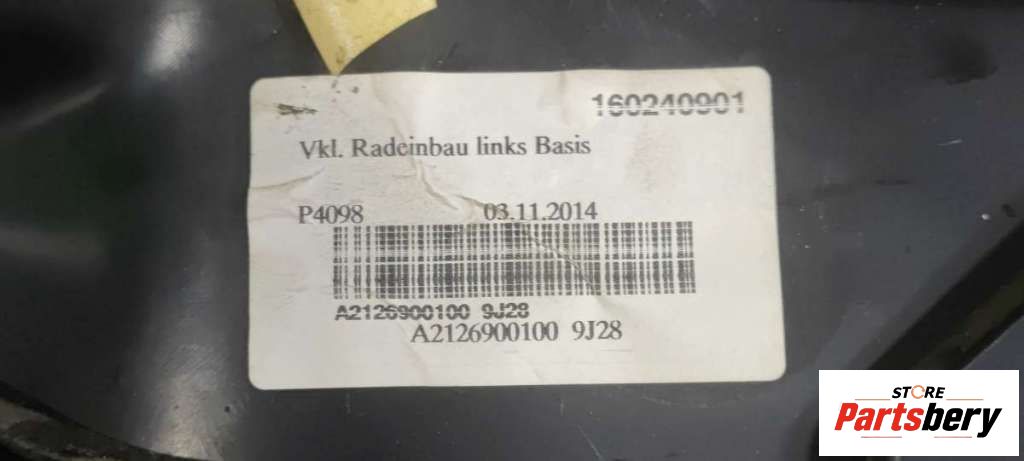 160240901
Vkl. Radeinbau links Basis
P4098 03.11.2014
A2126900100 9J28
A2126900100 9J28
STORE
Partsbery